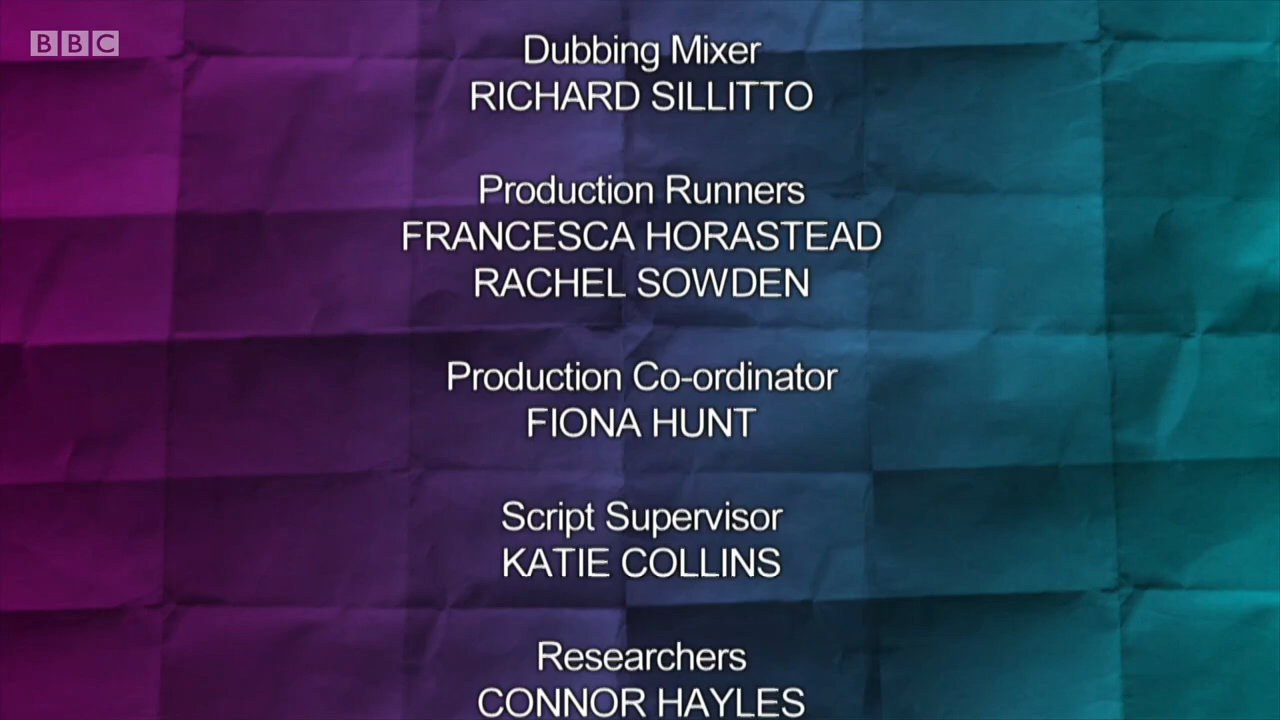 BBC
Dubbing Mixer
RICHARD SILLITTO
Production Runners
FRANCESCA HORASTEAD
RACHEL SOWDEN
Production Co-ordinator
FIONA HUNT
Script Supervisor
KATIE COLLINS
Researchers
CONNOR HAYLES